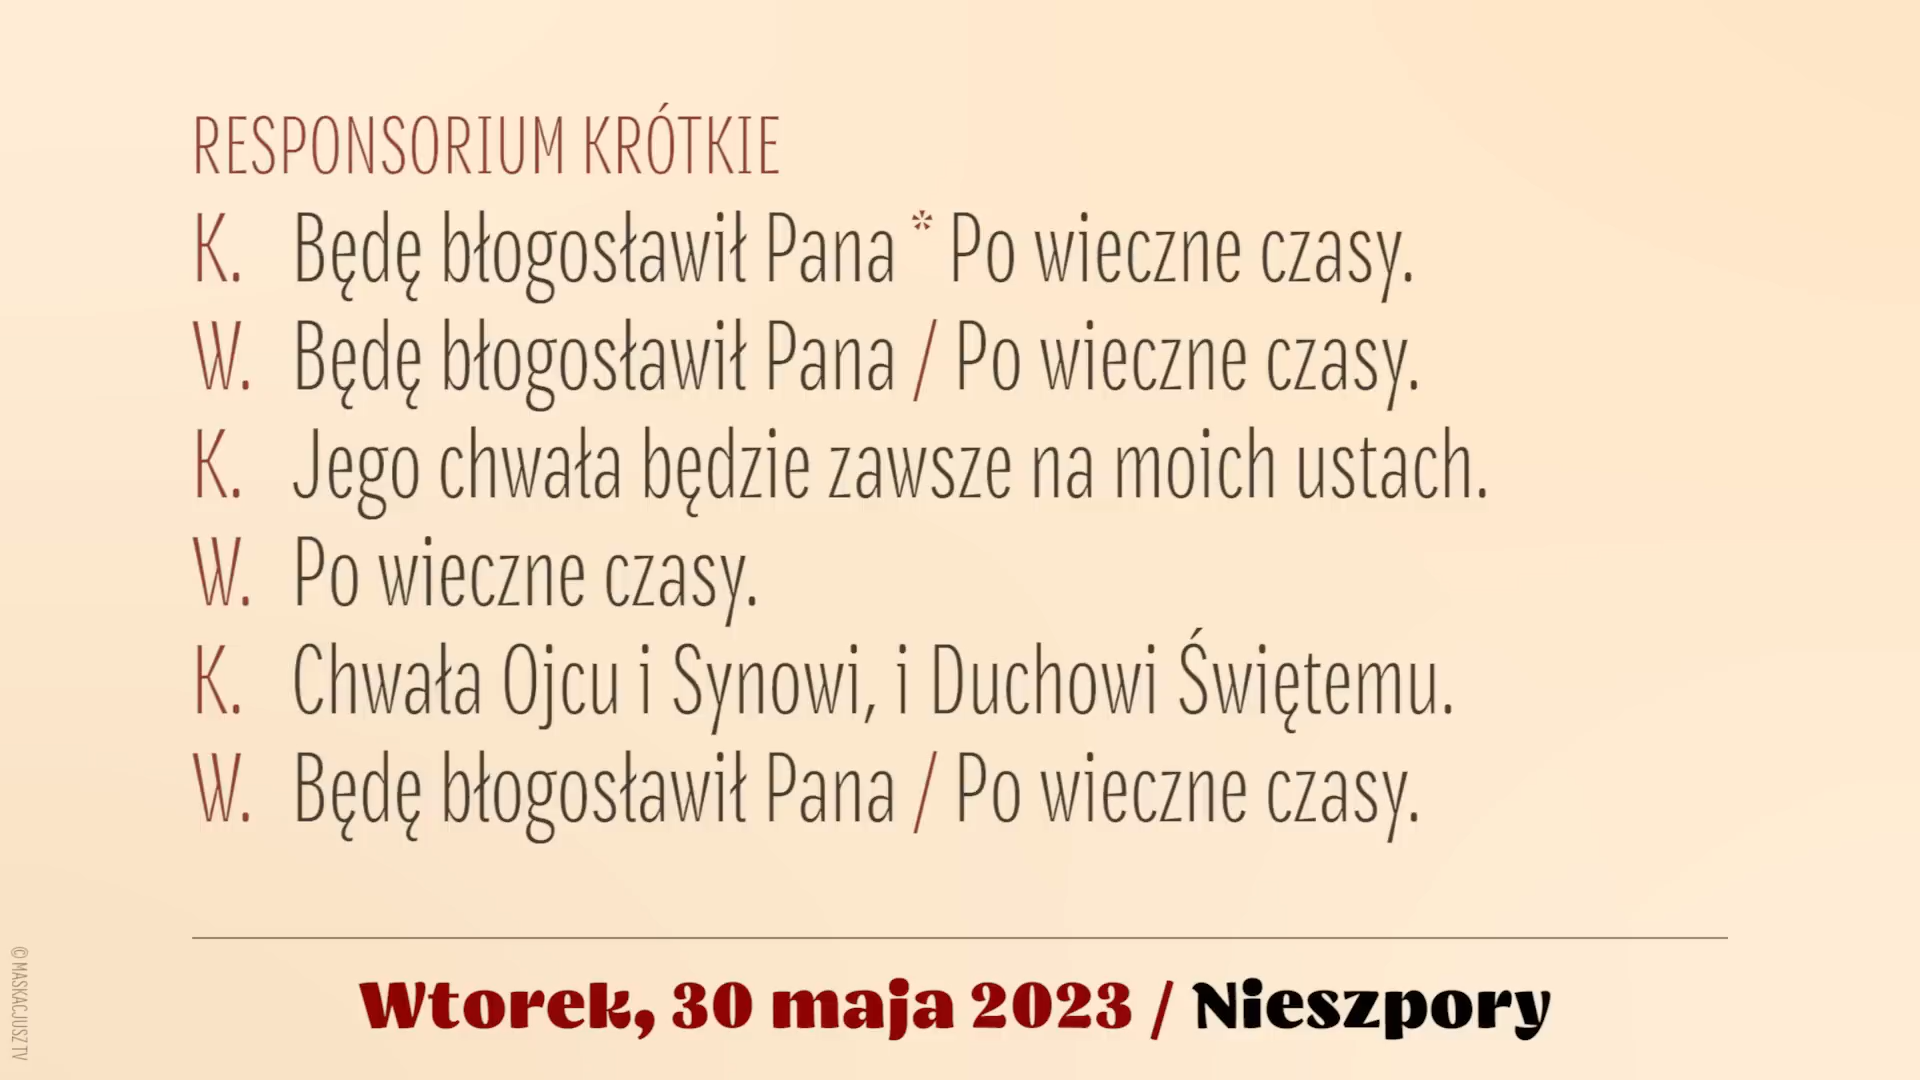 RESPONSORIUM KRÓTKIE
K. Będę błogosławił Pana * Po wieczne czasy.
W. Będę błogosławił Pana / Po wieczne czasy.
K. Jego chwała będzie zawsze na moich ustach.
W. Po wieczne czasy.
K. Chwała Ojcu i Synowi, i Duchowi Świętemu.
W. Będę błogosławił Pana / Po wieczne czasy.
Wtorek, 30 maja 2023 / Nieszpory
© MASKACJUSZ TV